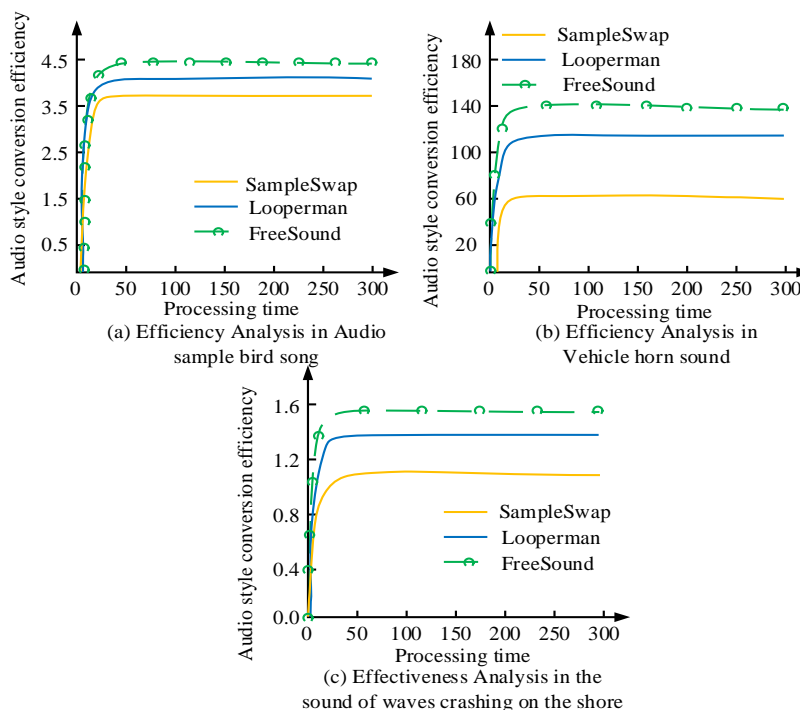 Audio style conversion efficiency
4.5
3.5
2.5
1.5
0.5
SampleSwap
Looperman
FreeSound
0 50 100 150 200 250 300
Processing time
(a) Efficiency Analysis in Audio
sample bird song
Audio style conversion efficiency
180
140
100
60
20
SampleSwap
Looperman
FreeSound
0 50 100 150 200 250 300
Processing time
(b) Efficiency Analysis in
Vehicle horn sound
Audio style conversion efficiency
1.6
1.2
0.8
0.4
0.0
SampleSwap
Looperman
FreeSound
0 50 100 150 200 250 300
Processing time
(c) Effectiveness Analysis in the
sound of waves crashing on the shore